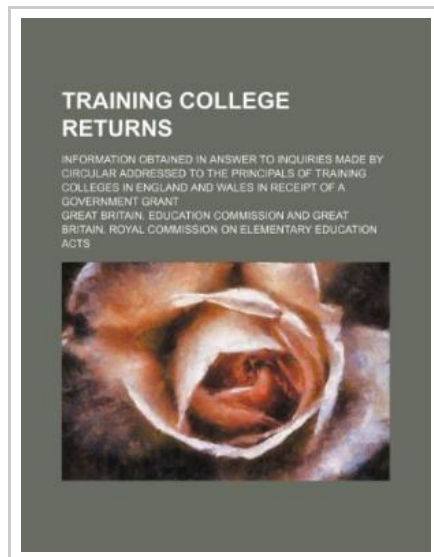 TRAINING COLLEGE
RETURNS
INFORMATION OBTAINED IN ANSWER TO INQUIRIES MADE BY
CIRCULAR ADDRESSED TO THE PRINCIPALS OF TRAINING
COLLEGES IN ENGLAND AND WALES IN RECEIPT OF A
GOVERNMENT GRANT
GREAT BRITAIN. EDUCATION COMMISSION AND GREAT
BRITAIN. ROYAL COMMISSION ON ELEMENTARY EDUCATION
ACTS